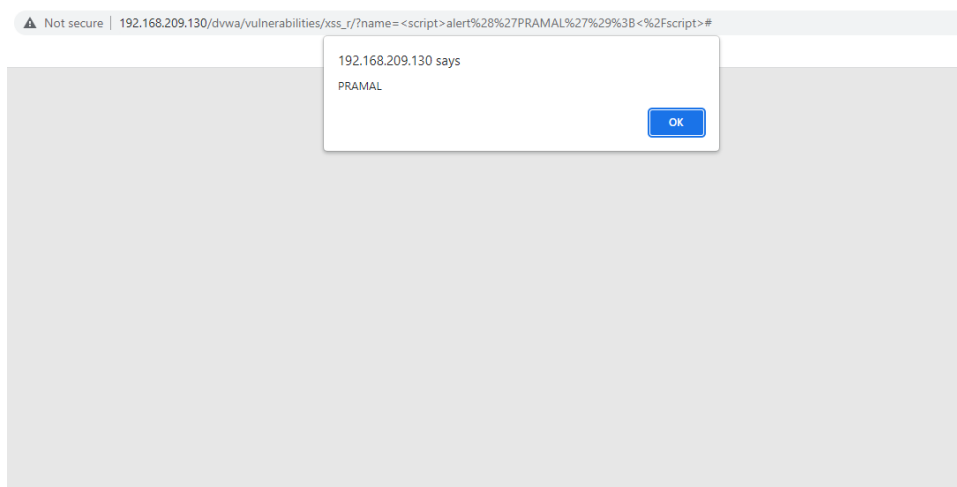 Not secure | 192.168.209.130/dvwa/vulnerabilities/xss_r/?name=<script>alert%28%27PRAMAL%27%29%3B<%2Fscript>#
192.168.209.130 says
PRAMAL
OK